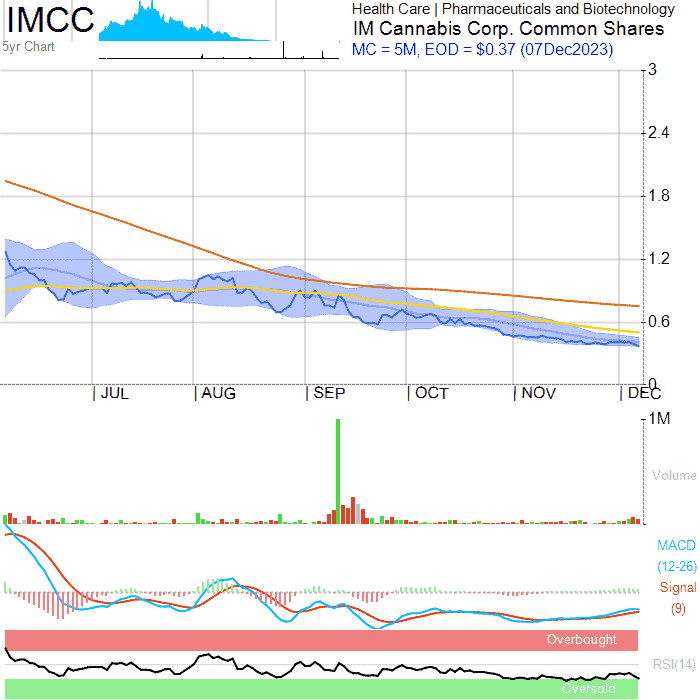 IMCC
5yr Chart
Health Care | Pharmaceuticals and Biotechnology
IM Cannabis Corp. Common Shares
MC = 5M, EOD = $0.37 (07Dec2023)
3
2.4
1.8
1.2
0.6
0
JUL AUG SEP OCT NOV DEC
1M
Volume
MACD
(12-26)
Signal
(9)
Overbought
RSI(14)
Oversold